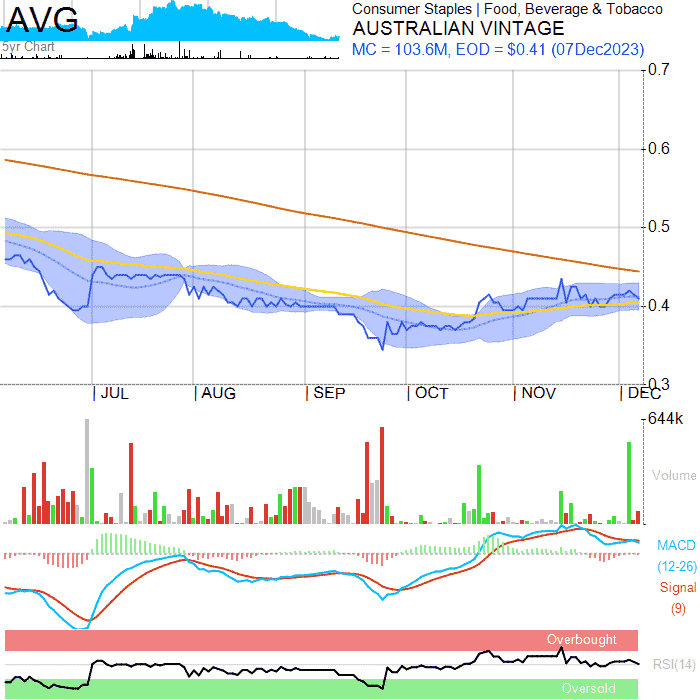 AVG
Consumer Staples | Food, Beverage & Tobacco
AUSTRALIAN VINTAGE
MC = 103.6M, EOD = $0.41 (07Dec2023)
5yr Chart
0.7
0.6
0.5
0.4
0.3
| JUL | AUG | SEP | OCT | NOV | DEC
644k
Volume
MACD
(12-26)
Signal
(9)
Overbought
RSI(14)
Oversold